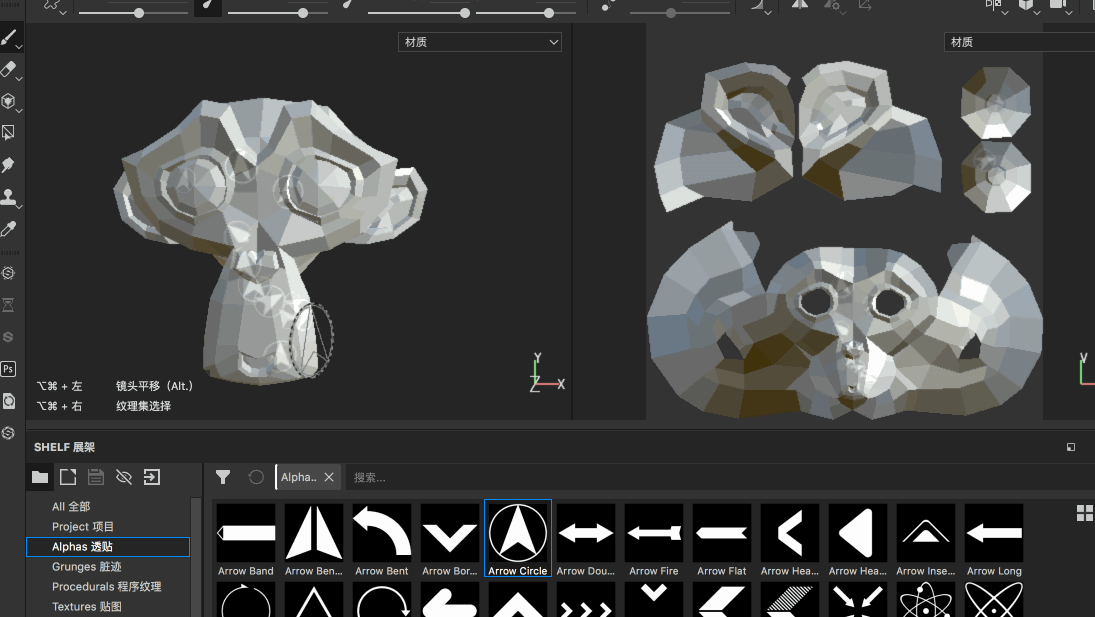 材质
材质
Y
Z X
V
⌥⌘ + 左 镜头平移（Alt.）
⌥⌘ + 右 纹理集选择
Ps
SHELF 展架
Alpha..
搜索...
All 全部
Project 项目
Alphas 透贴
Grunges 脏迹
Procedurals 程序纹理
Textures 贴图
Arrow Band Arrow Ben... Arrow Bent Arrow Bor... Arrow Circle Arrow Dou... Arrow Fire Arrow Flat Arrow Hea... Arrow Hea... Arrow Inse... Arrow Long